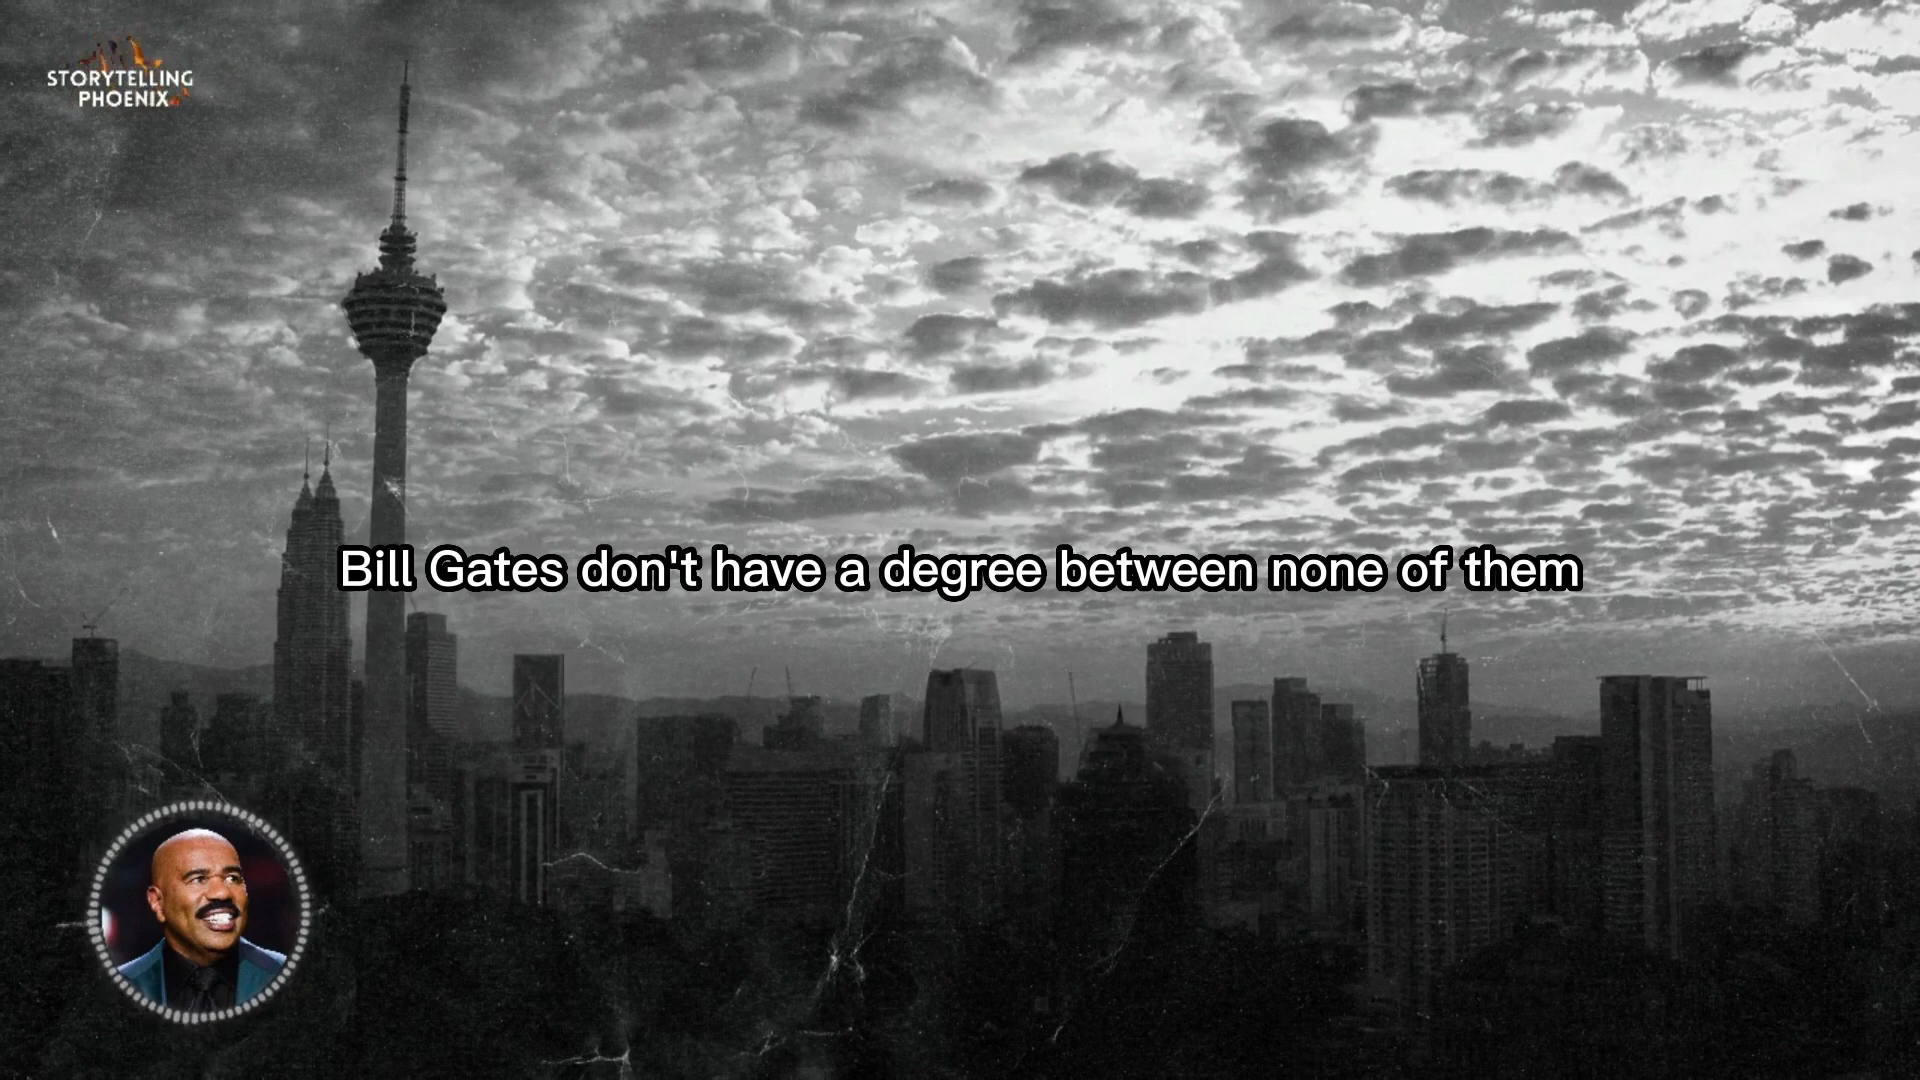 STORYTELLING
PHOENIX
Bill Gates don't have a degree between none of them